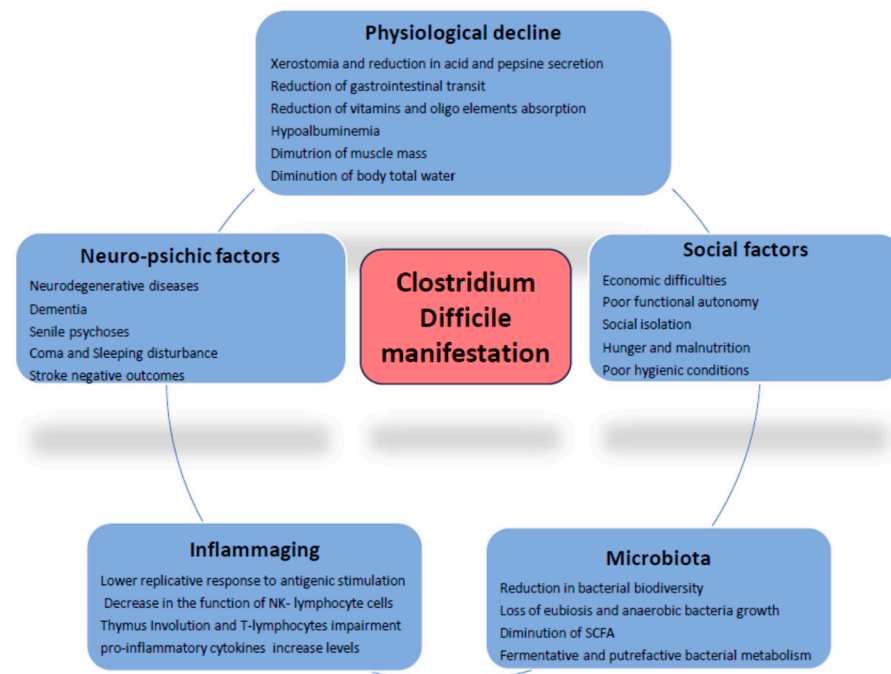 Physiological decline
Xerostomia and reduction in acid and pepsine secretion
Reduction of gastrointestinal transit
Reduction of vitamins and oligo elements absorption
Hypoalbuminemia
Dimutrion of muscle mass
Diminution of body total water
Neuro-psichic factors
Neurodegenerative diseases
Dementia
Senile psychoses
Coma and Sleeping disturbance
Stroke negative outcomes
Clostridium
Difficile
manifestation
Social factors
Economic difficulties
Poor functional autonomy
Social isolation
Hunger and malnutrition
Poor hygienic conditions
Inflammaging
Lower replicative response to antigenic stimulation
Decrease in the function of NK- lymphocyte cells
Thymus Involution and T-lymphocytes impairment
pro-inflammatory cytokines increase levels
Microbiota
Reduction in bacterial biodiversity
Loss of eubiosis and anaerobic bacteria growth
Diminution of SCFA
Fermentative and putrefactive bacterial metabolism